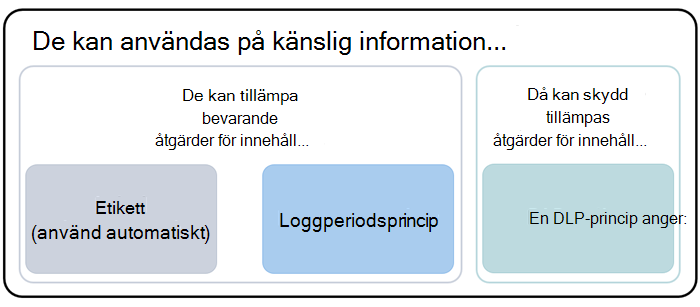 De kan användas på känslig information...
De kan tillämpa
bevarande
åtgärder för innehåll...
Då kan skydd
tillämpas
åtgärder för innehåll...
Etikett
(använd automatiskt)
Loggperiodsprincip
En DLP-princip anger: